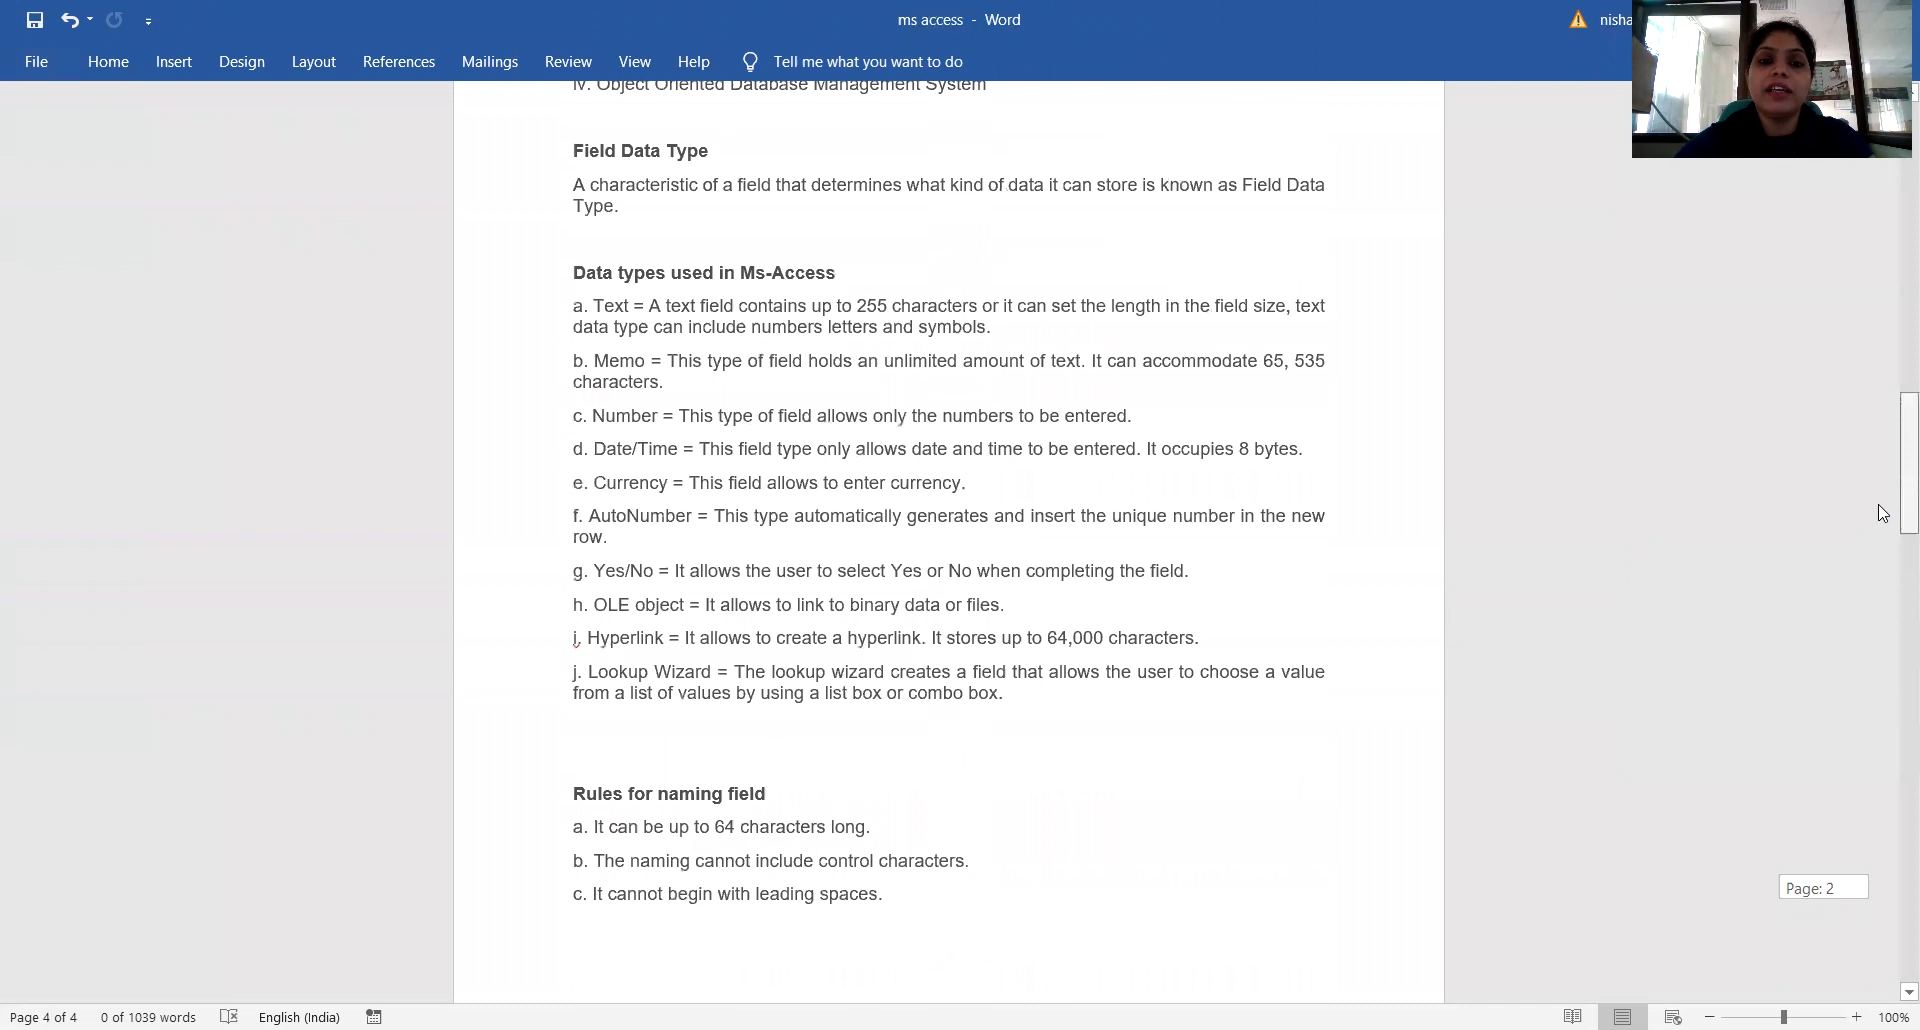 ms access - Word
nisha
File Home Insert Design Layout References Mailings Review View Help Tell me what you want to do
iv. Object Oriented Database Management System
Field Data Type
A characteristic of a field that determines what kind of data it can store is known as Field Data
Type.
Data types used in Ms-Access
a. Text = A text field contains up to 255 characters or it can set the length in the field size, text
data type can include numbers letters and symbols.
b. Memo = This type of field holds an unlimited amount of text. It can accommodate 65, 535
characters.
c. Number = This type of field allows only the numbers to be entered.
d. Date/Time = This field type only allows date and time to be entered. It occupies 8 bytes.
e. Currency = This field allows to enter currency.
f. AutoNumber = This type automatically generates and insert the unique number in the new
row.
g. Yes/No = It allows the user to select Yes or No when completing the field.
h. OLE object = It allows to link to binary data or files.
i. Hyperlink = It allows to create a hyperlink. It stores up to 64,000 characters.
j. Lookup Wizard = The lookup wizard creates a field that allows the user to choose a value
from a list of values by using a list box or combo box.
Rules for naming field
a. It can be up to 64 characters long.
b. The naming cannot include control characters.
c. It cannot begin with leading spaces.
Page: 2
Page 4 of 4 0 of 1039 words English (India) 100%